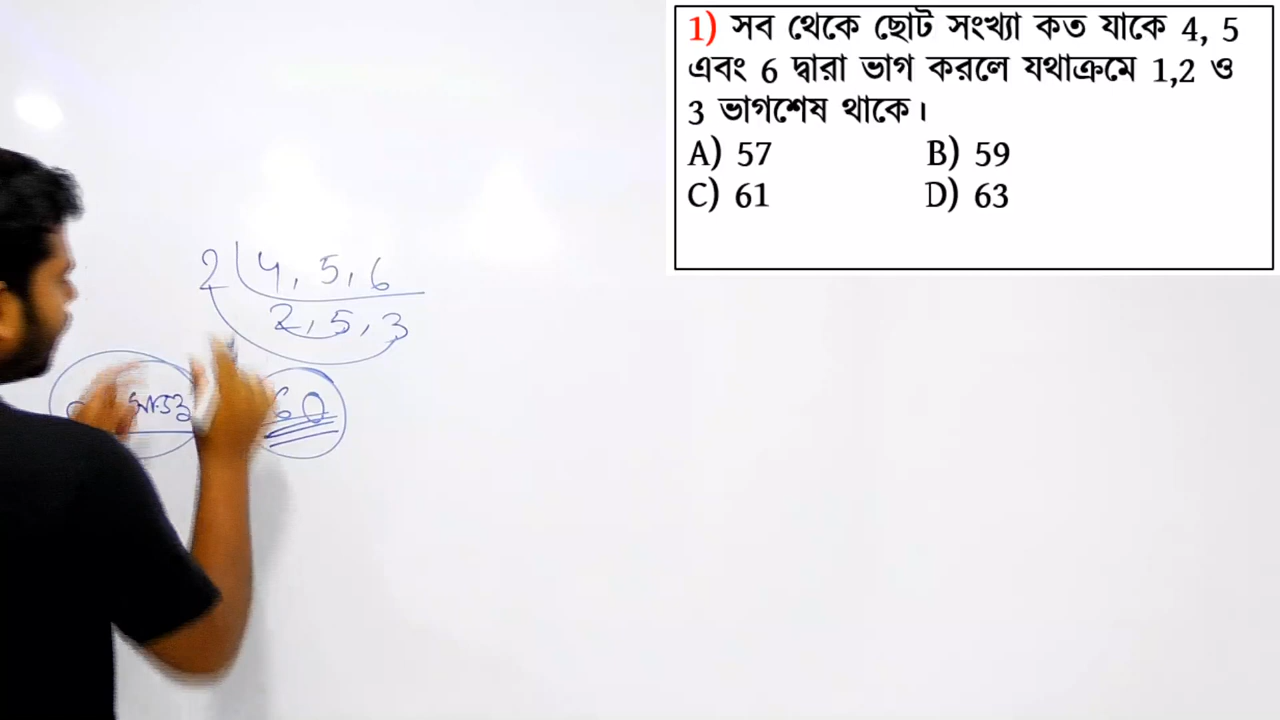 1) সব থেকে ছোট সংখ্যা কত যাকে 4, 5
এবং 6 দ্বারা ভাগ করলে যথাক্রমে 1,2 ও
3 ভাগশেষ থাকে।
A) 57 B) 59
C) 61 D) 63
2 4, 5, 6
2, 5, 3
60